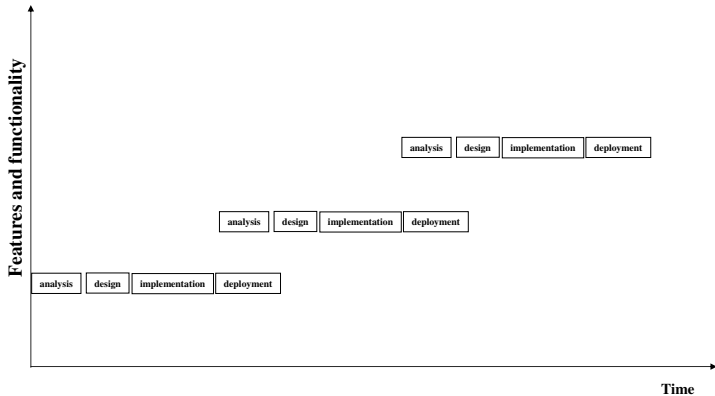 Features and functionality
analysis design implementation deployment
analysis design implementation deployment
analysis design implementation deployment
Time